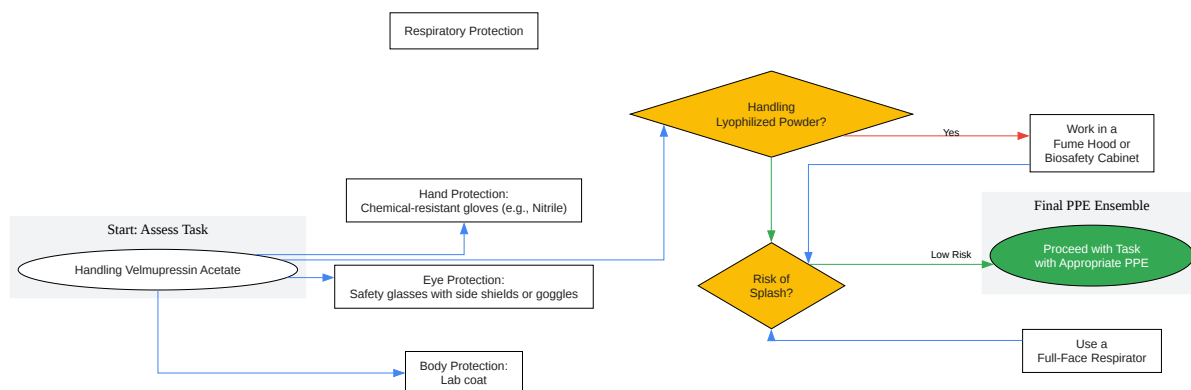 Respiratory Protection
Handling
Lyophilized Powder?
Yes
Work in a
Fume Hood or
Biosafety Cabinet
Hand Protection:
Chemical-resistant gloves (e.g., Nitrile)
Start: Assess Task
Handling Velmupressin Acetate
Eye Protection:
Safety glasses with side shields or goggles
Risk of
Splash?
Low Risk
Final PPE Ensemble
Proceed with Task
with Appropriate PPE
Use a
Full-Face Respirator
Body Protection:
Lab coat